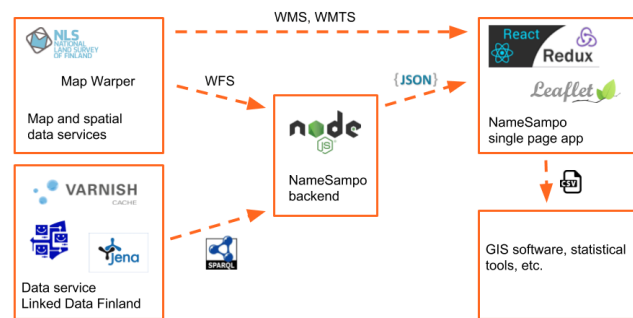 NLS
NATIONAL
LAND SURVEY
OF FINLAND
Map Warper
Map and spatial
data services
WMS, WMTS
WFS
{JSON}
React
Redux
Leaflet
NameSampo
single page app
node
JS
NameSampo
backend
CSV
VARNISH
CACHE
Jena
Data service
Linked Data Finland
SPARQL
GIS software, statistical
tools, etc.